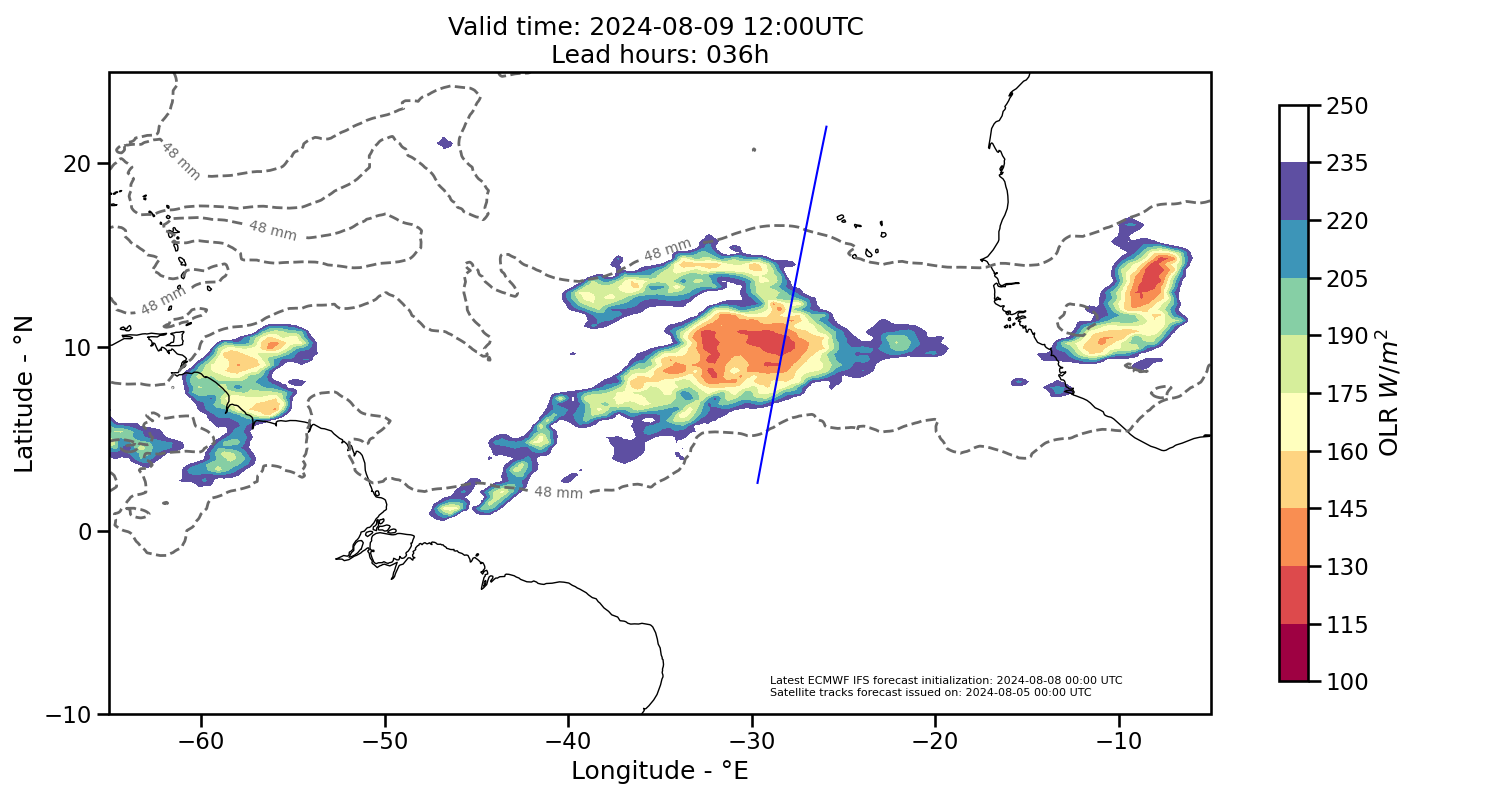 Valid time: 2024-08-09 12:00UTC
Lead hours: 036h
48 mm
48 mm
48 mm
48 mm
48 mm
Latitude - °N
20
10
0
−10
−60
−50
−40
−30
−20
−10
Longitude - °E
Latest ECMWF IFS forecast initialization: 2024-08-08 00:00 UTC
Satellite tracks forecast issued on: 2024-08-05 00:00 UTC
250
235
220
205
190
175
160
145
130
115
100
OLR W/m²